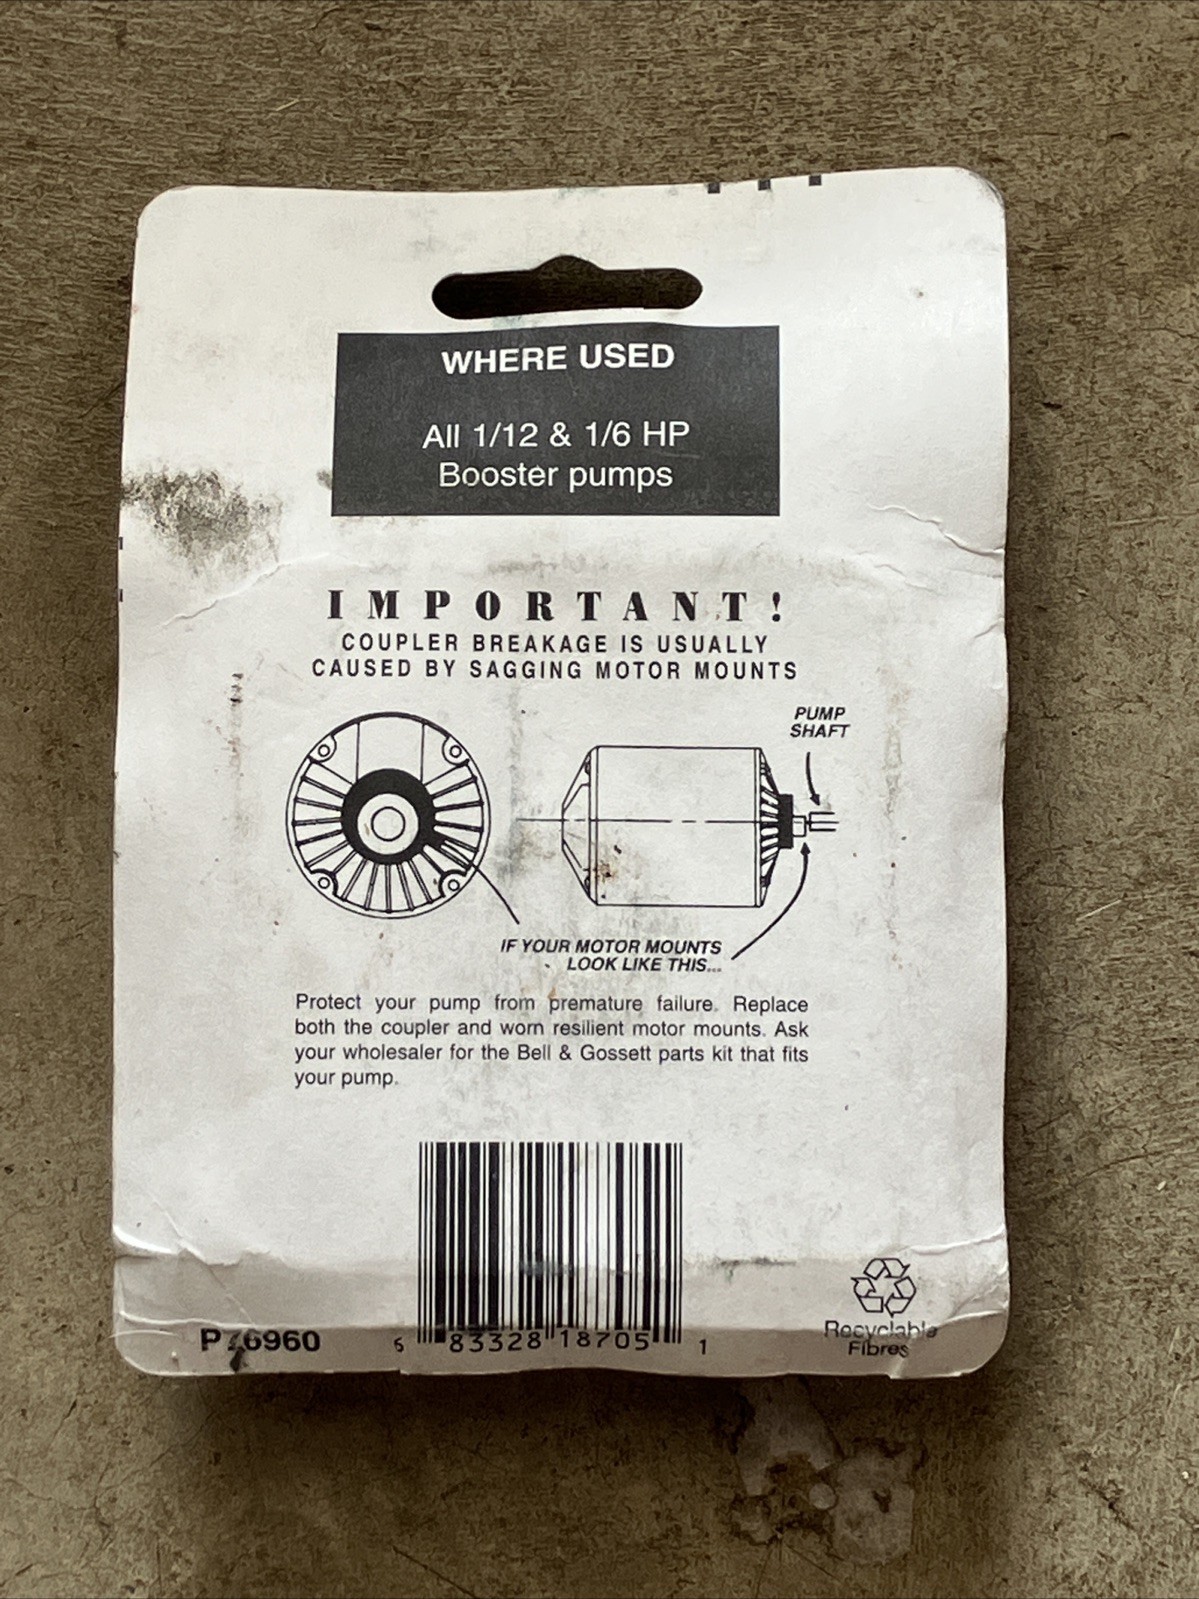 WHERE USED
All 1/12 & 1/6 HP
Booster pumps
IMPORTANT!
COUPLER BREAKAGE IS USUALLY
CAUSED BY SAGGING MOTOR MOUNTS
PUMP
SHAFT
IF YOUR MOTOR MOUNTS
LOOK LIKE THIS...
Protect your pump from premature failure. Replace
both the coupler and worn resilient motor mounts. Ask
your wholesaler for the Bell & Gossett parts kit that fits
your pump.
6 83328 18705 1
Recyclable
Fibres